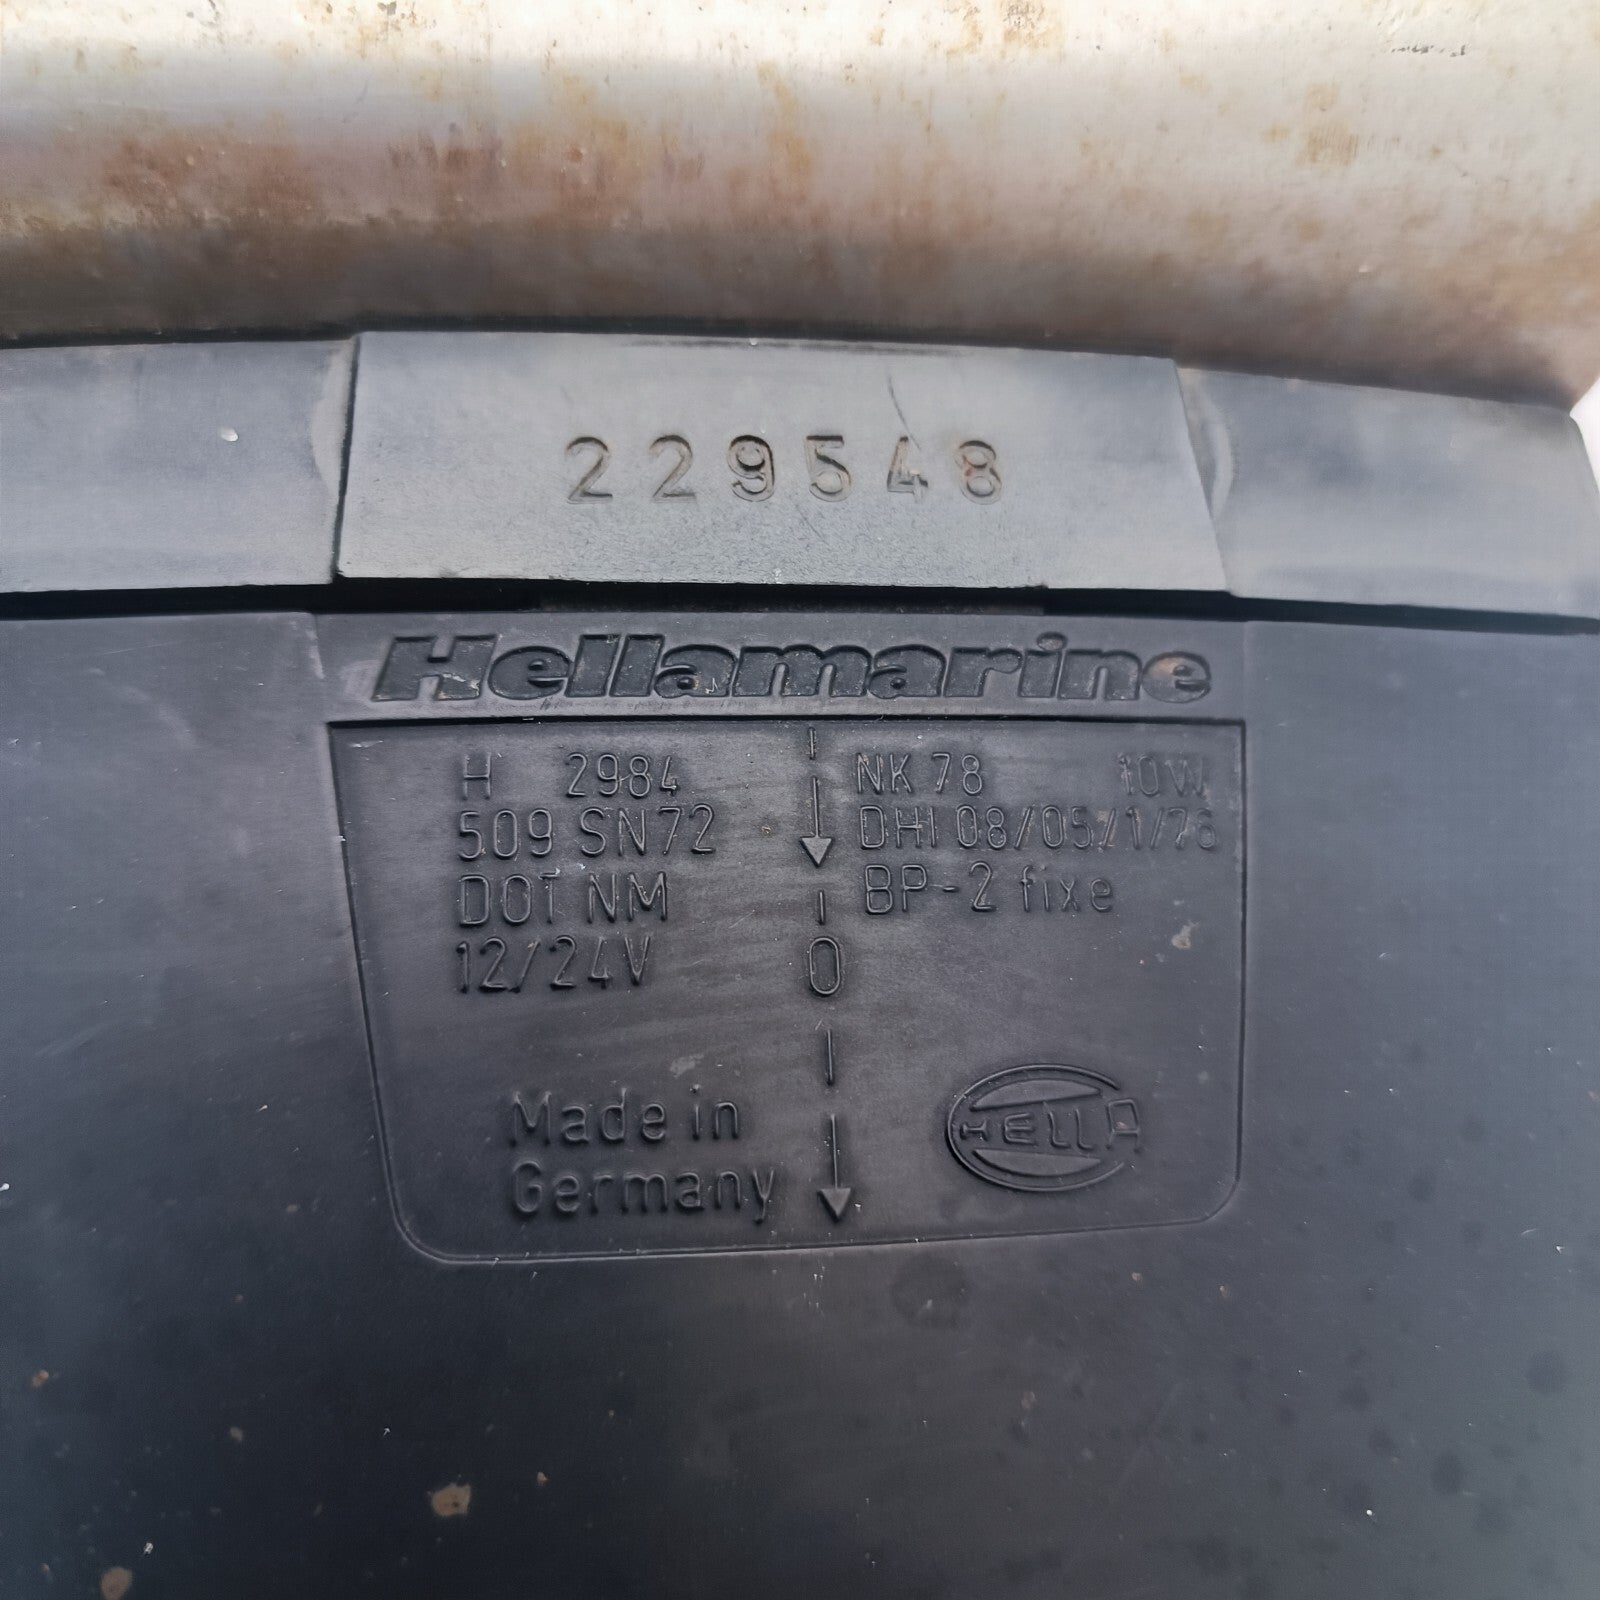 229548
Hellamarine
H 2984
509 SN72
DOT NM
12/24V
NK 78 10W
DHI 08/05/1/76
BP-2 fixe
0
Made in
Germany
HELLA